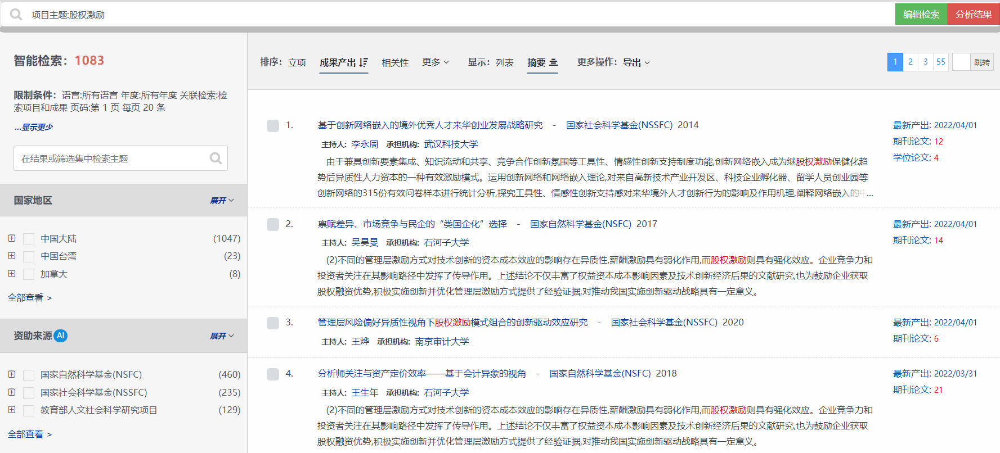 项目主题:股权激励
编辑检索 分析结果
智能检索：1083
限制条件：语言:所有语言 年度:所有年度 关联检索:检
索项目和成果 页码:第 1 页 每页 20 条
...显示更少
在结果或筛选集中检索主题
国家地区 展开
中国大陆 (1047)
中国台湾 (23)
加拿大 (8)
全部查看 >
资助来源 AI 展开
国家自然科学基金(NSFC) (460)
国家社会科学基金(NSSFC) (235)
教育部人文社会科学研究项目 (129)
全部查看 >
排序：立项 成果产出 相关性 更多 显示：列表 摘要 更多操作：导出 1 2 3 55 跳转
1. 基于创新网络嵌入的境外优秀人才来华创业发展战略研究 - 国家社会科学基金(NSSFC) 2014
主持人：李永周 承担机构：武汉科技大学
由于兼具创新要素集成、知识流动和共享、竞争合作创新氛围等工具性、情感性创新支持制度功能,创新网络嵌入成为继股权激励保健化趋
势后异质性人力资本的一种有效激励模式。运用创新网络和网络嵌入理论,对来自高新技术产业开发区、科技企业孵化器、留学人员创业园等
创新网络的315份有效问卷样本进行统计分析,探究工具性、情感性创新支持感对来华境外人才创新行为的影响及作用机理,阐释网络嵌入的中...
最新产出: 2022/04/01
期刊论文: 12
学位论文: 4
2. 禀赋差异、市场竞争与民企的“类国企化”选择 - 国家自然科学基金(NSFC) 2017
主持人：吴昊旻 承担机构：石河子大学
(2)不同的管理层激励方式对技术创新的资本成本效应的影响存在异质性,薪酬激励具有弱化作用,而股权激励则具有强化效应。企业竞争力和
投资者关注在其影响路径中发挥了传导作用。上述结论不仅丰富了权益资本成本影响因素及技术创新经济后果的文献研究,也为鼓励企业获取
股权融资优势,积极实施创新并优化管理层激励方式提供了经验证据,对推动我国实施创新驱动战略具有一定意义。
最新产出: 2022/04/01
期刊论文: 14
3. 管理层风险偏好异质性视角下股权激励模式组合的创新驱动效应研究 - 国家社会科学基金(NSSFC) 2020
主持人：王烨 承担机构：南京审计大学
最新产出: 2022/04/01
期刊论文: 6
4. 分析师关注与资产定价效率——基于会计异象的视角 - 国家自然科学基金(NSFC) 2018
主持人：王生年 承担机构：石河子大学
(2)不同的管理层激励方式对技术创新的资本成本效应的影响存在异质性,薪酬激励具有弱化作用,而股权激励则具有强化效应。企业竞争力和
投资者关注在其影响路径中发挥了传导作用。上述结论不仅丰富了权益资本成本影响因素及技术创新经济后果的文献研究,也为鼓励企业获取
股权融资优势,积极实施创新并优化管理层激励方式提供了经验证据,对推动我国实施创新驱动战略具有一定意义。
最新产出: 2022/03/31
期刊论文: 21